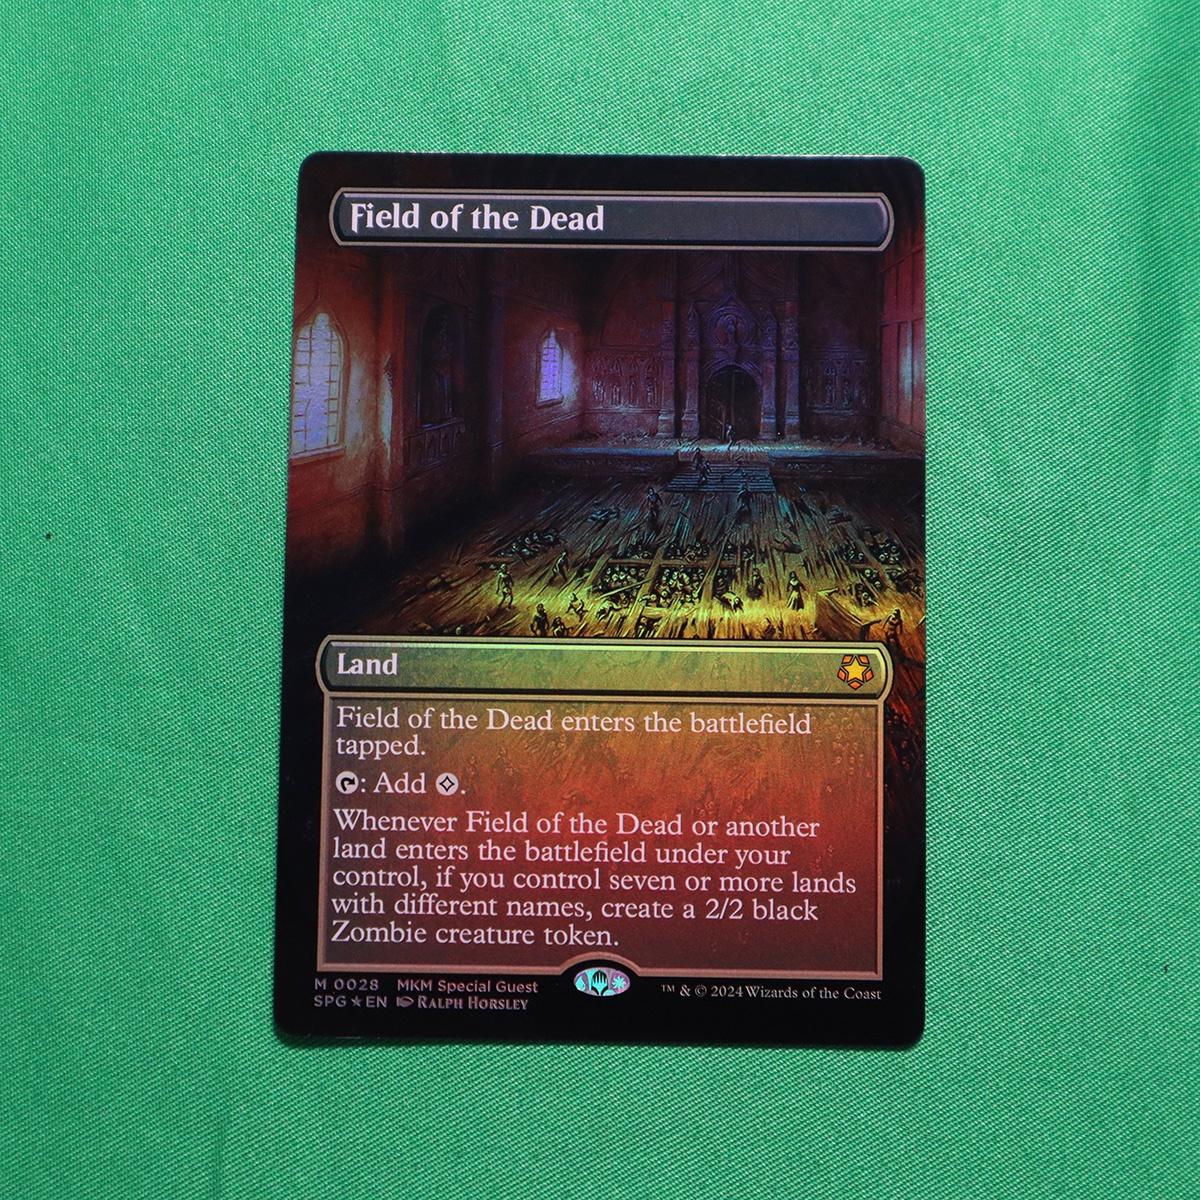 Field of the Dead
Land
Field of the Dead enters the battlefield
tapped.
: Add .
Whenever Field of the Dead or another
land enters the battlefield under your
control, if you control seven or more lands
with different names, create a 2/2 black
Zombie creature token.
M 0028 MKM Special Guest
SPG★EN Ralph Horsley
™ & © 2024 Wizards of the Coast